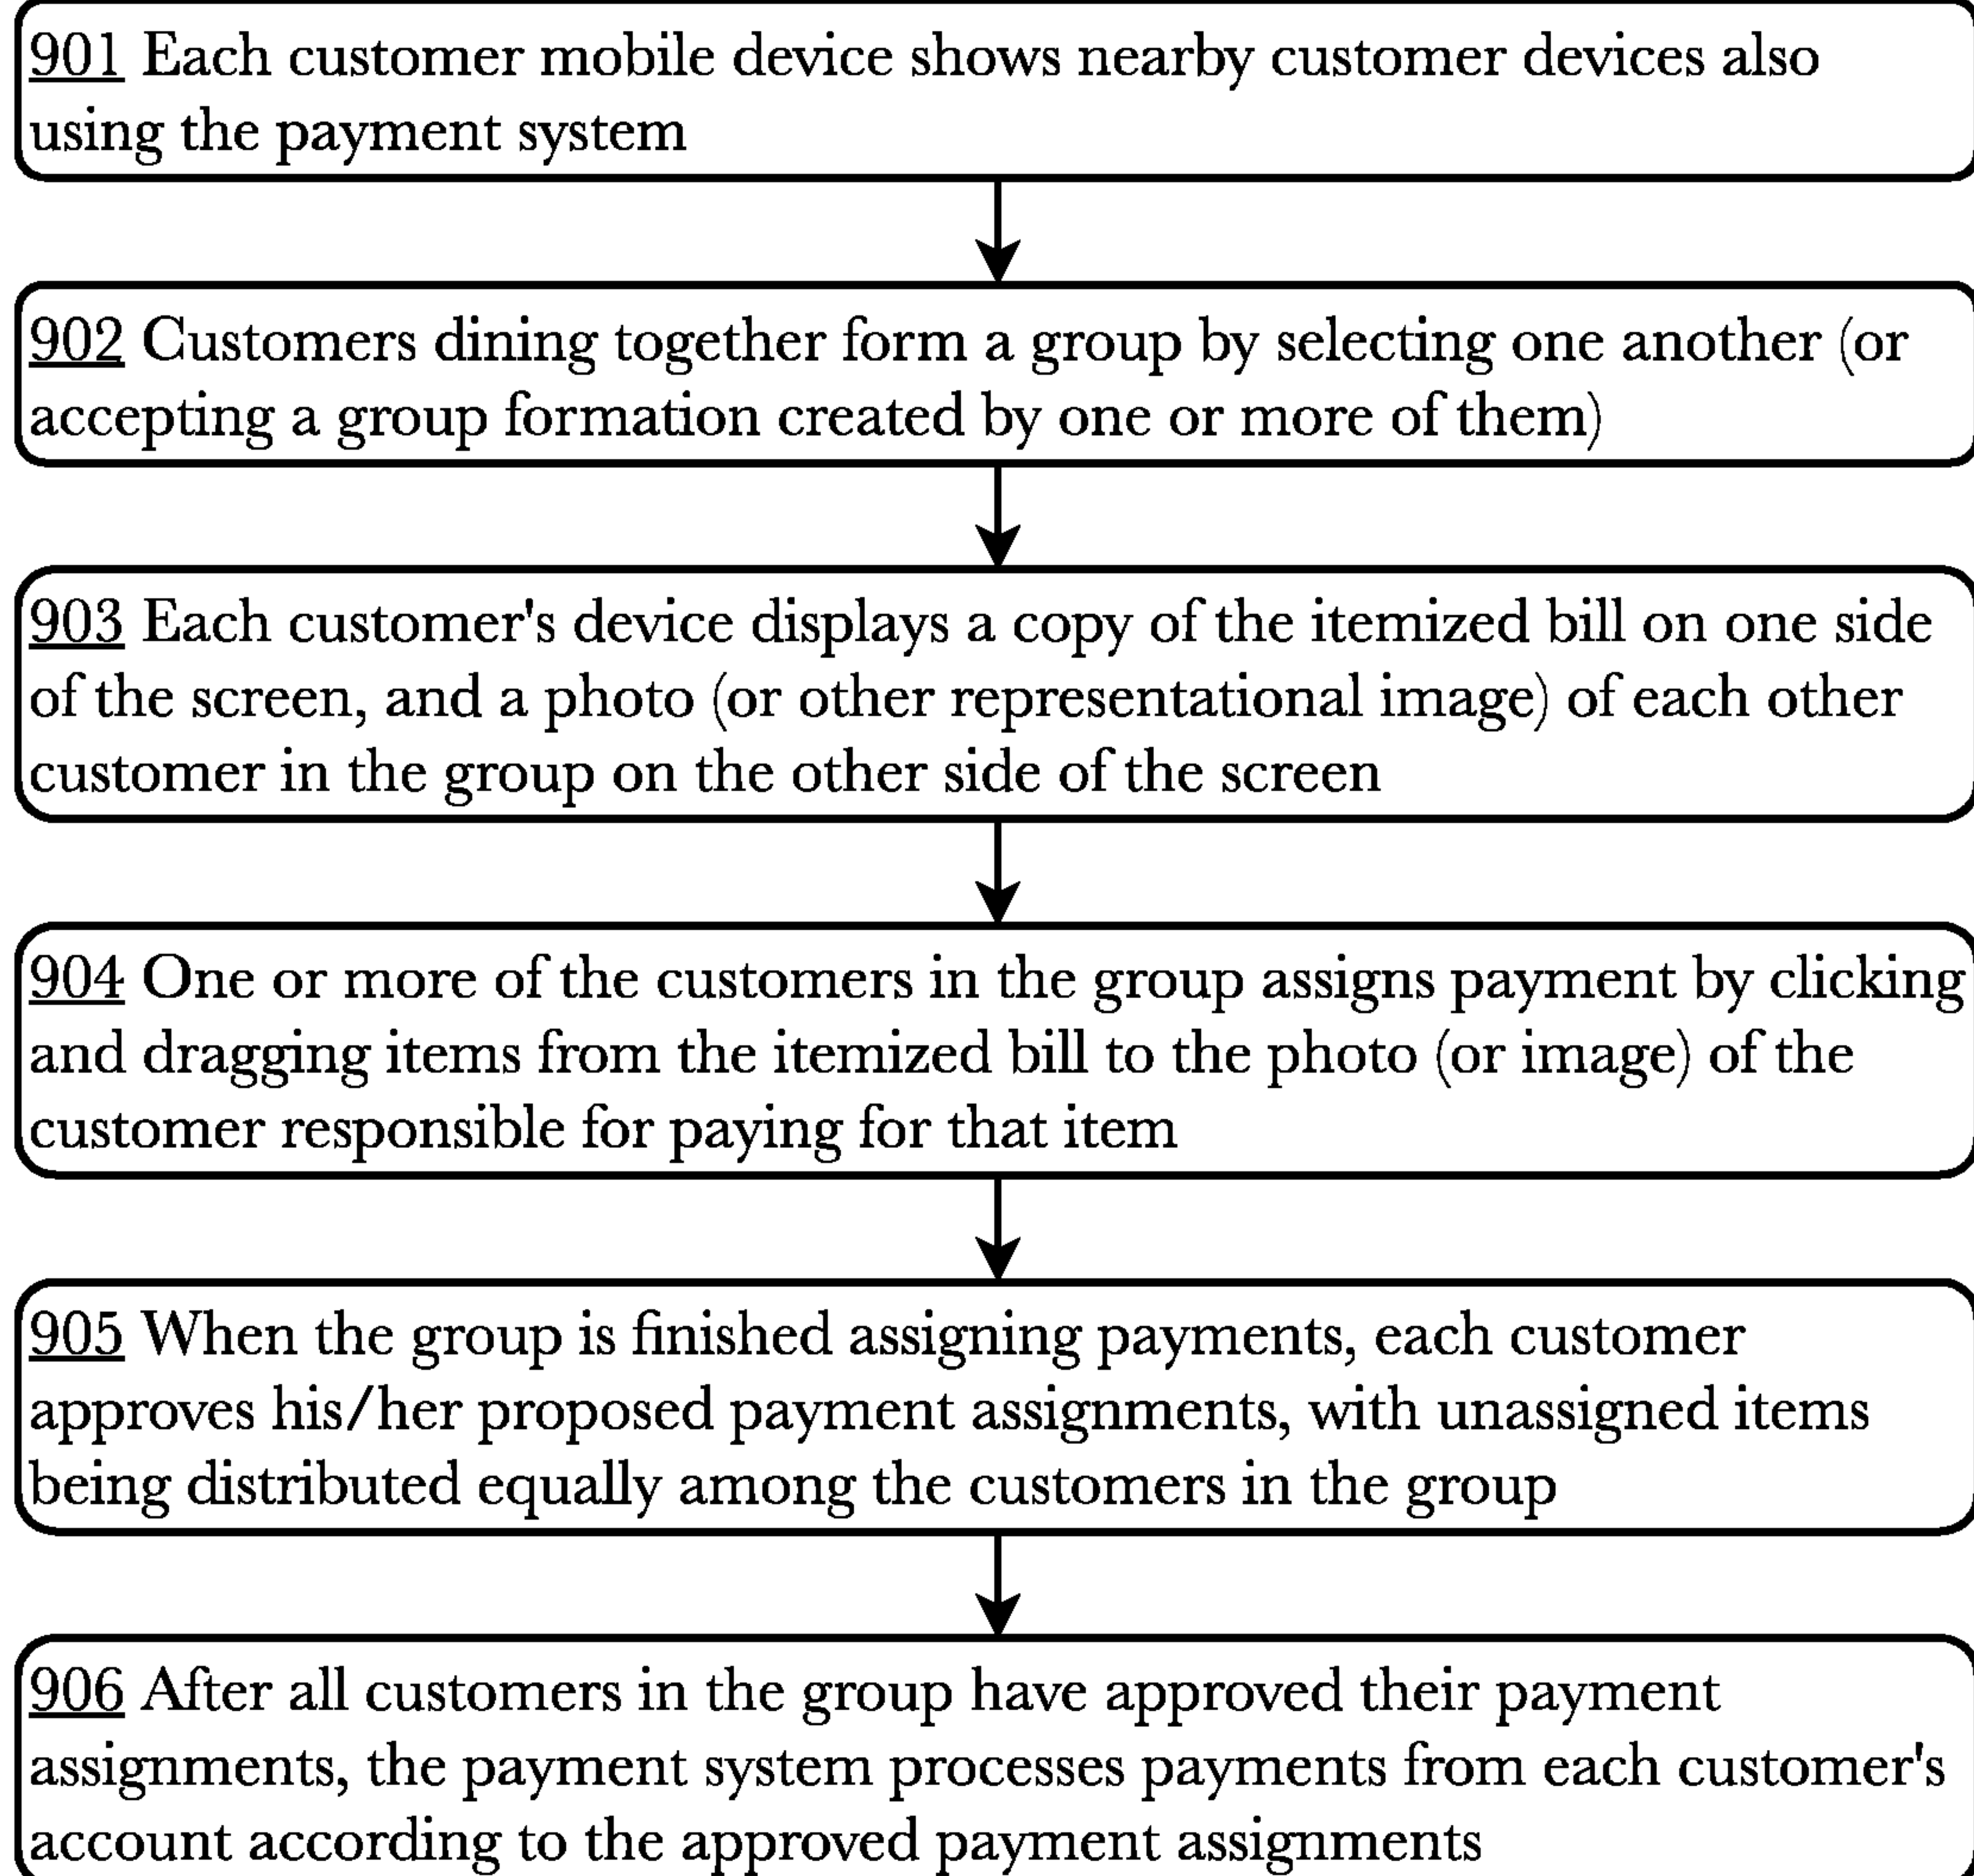 901 Each customer mobile device shows nearby customer devices also
using the payment system
902 Customers dining together form a group by selecting one another (or
accepting a group formation created by one or more of them)
903 Each customer's device displays a copy of the itemized bill on one side
of the screen, and a photo (or other representational image) of each other
customer in the group on the other side of the screen
904 One or more of the customers in the group assigns payment by clicking
and dragging items from the itemized bill to the photo (or image) of the
customer responsible for paying for that item
905 When the group is finished assigning payments, each customer
approves his/her proposed payment assignments, with unassigned items
being distributed equally among the customers in the group
906 After all customers in the group have approved their payment
assignments, the payment system processes payments from each customer's
account according to the approved payment assignments